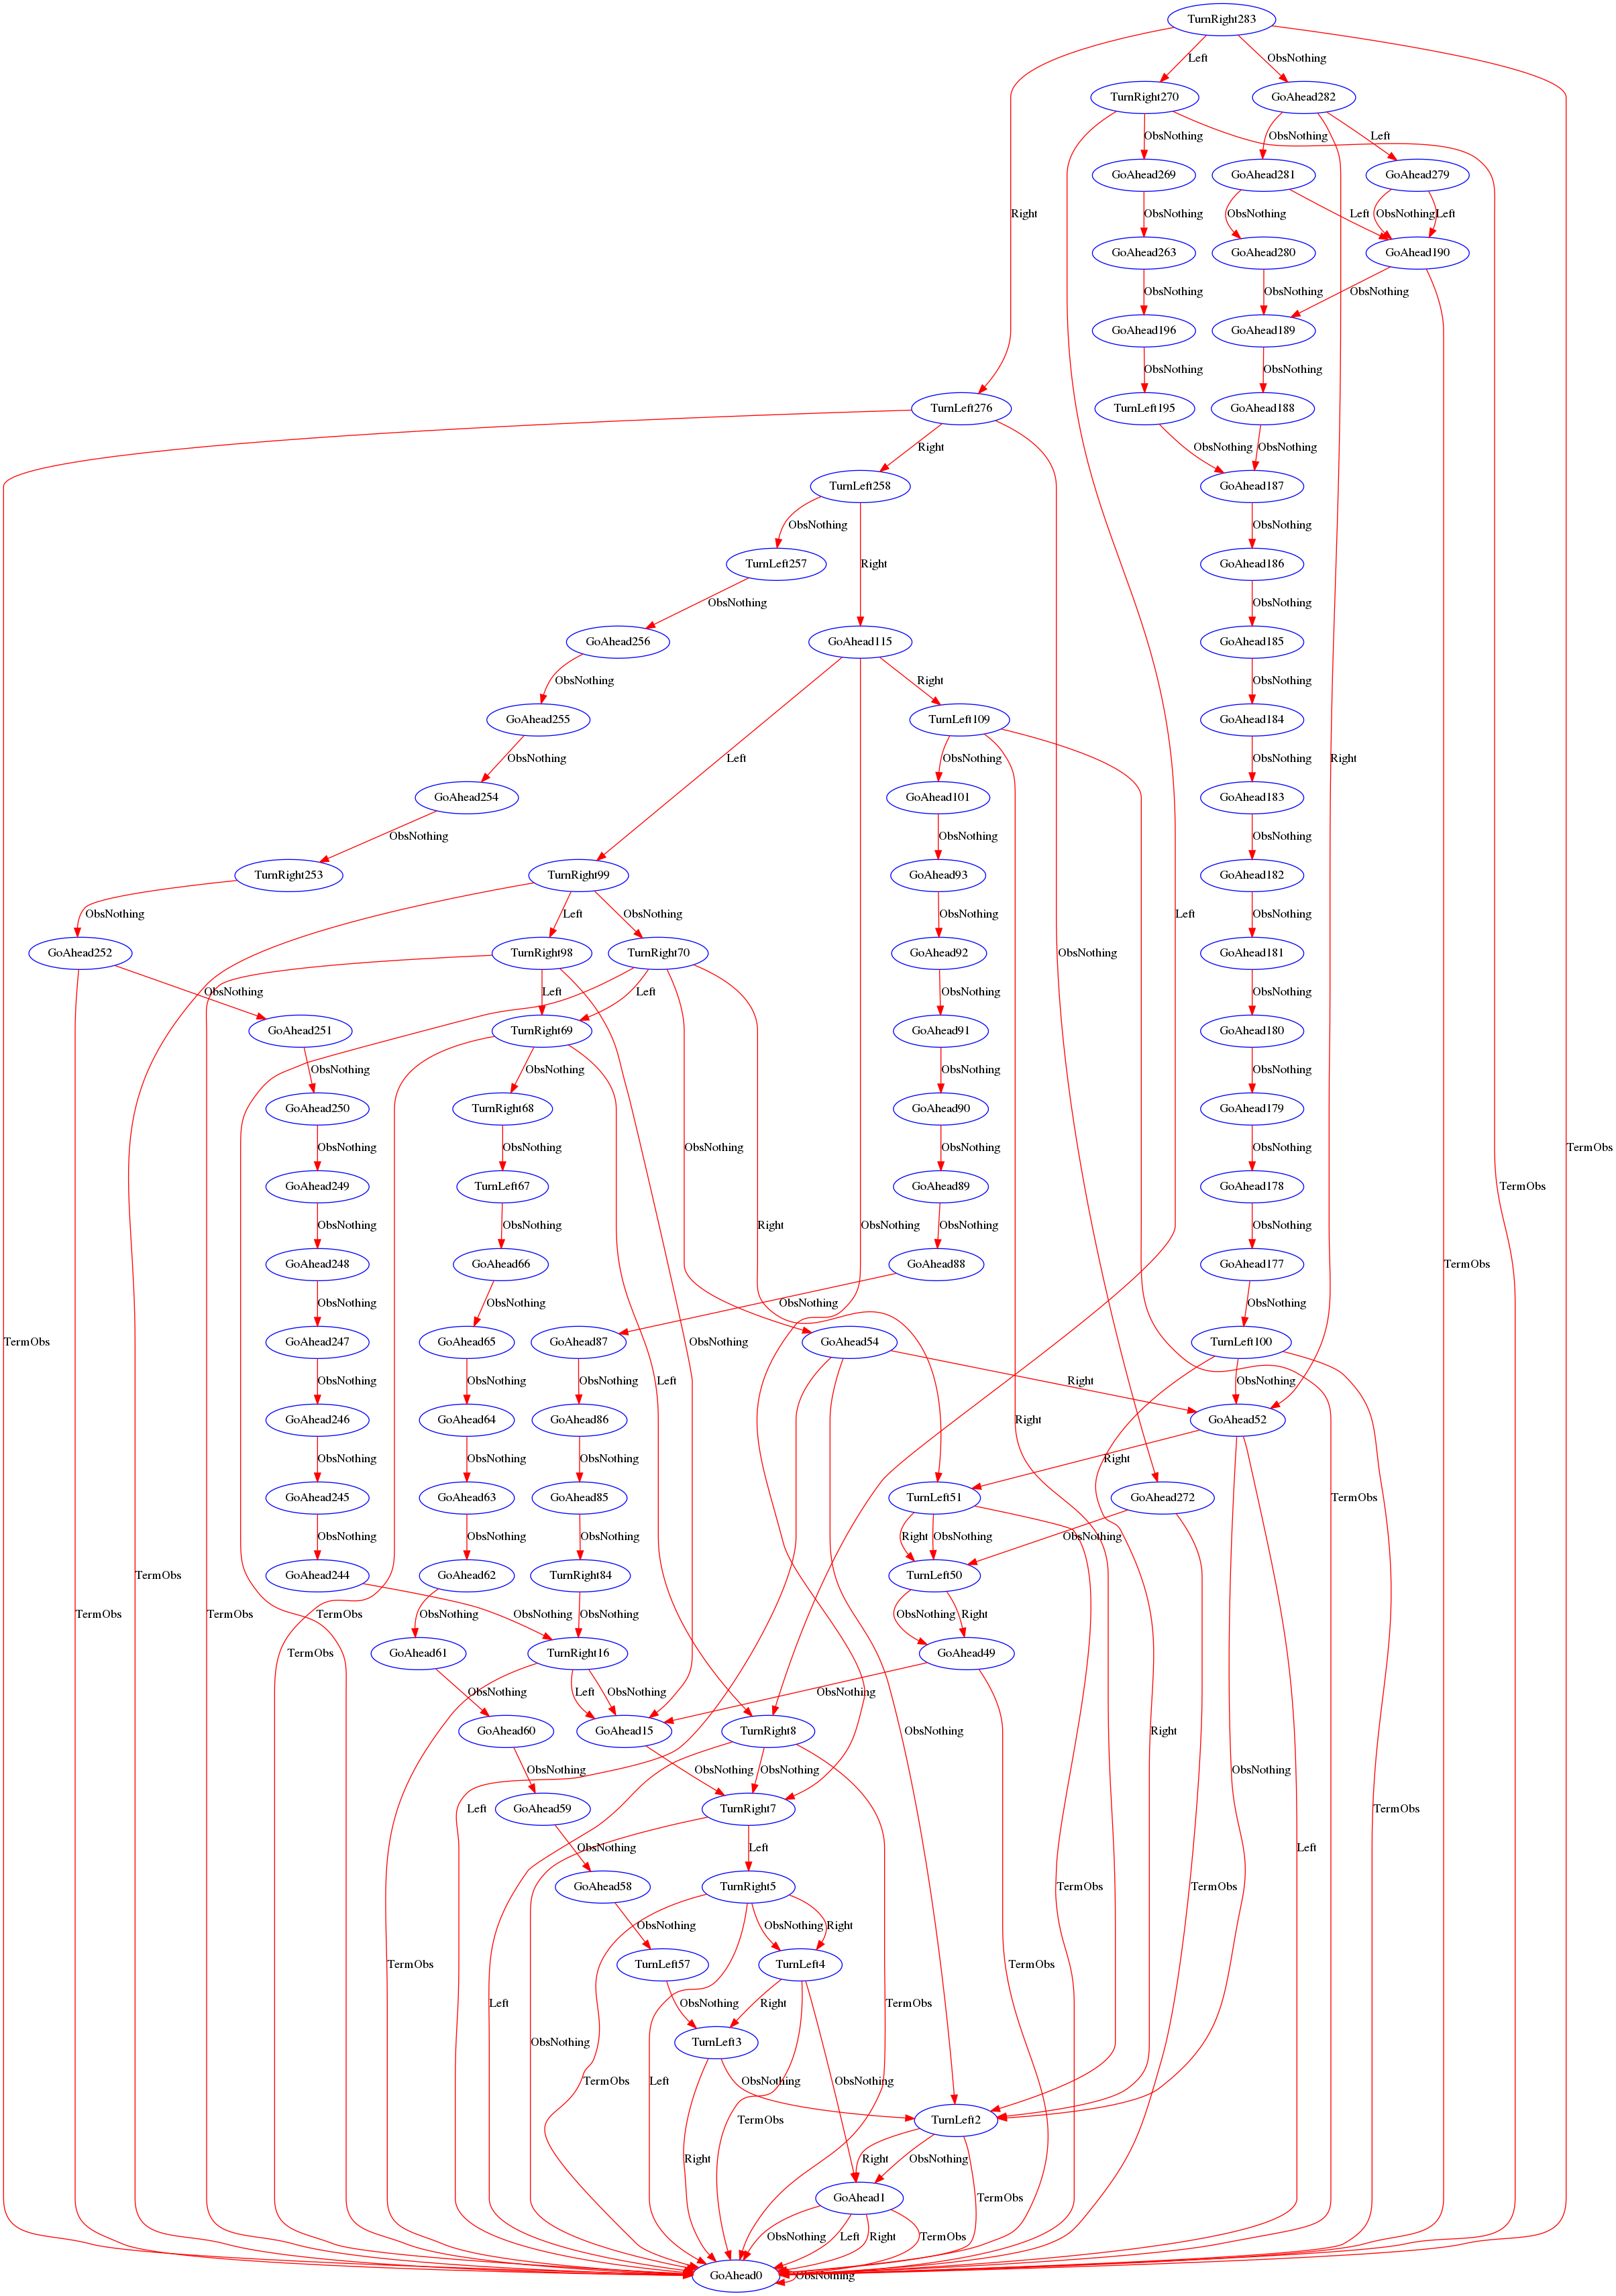 TurnRight283
Left ObsNothing
TurnRight270 GoAhead282
ObsNothing ObsNothing Left
GoAhead269 GoAhead281 GoAhead279
Right ObsNothing ObsNothing Left ObsNothing Left
GoAhead263 GoAhead280 GoAhead190
ObsNothing ObsNothing ObsNothing
GoAhead196 GoAhead189
ObsNothing ObsNothing
TurnLeft276 TurnLeft195 GoAhead188
Right ObsNothing ObsNothing
TurnLeft258 GoAhead187
ObsNothing ObsNothing
TurnLeft257 Right GoAhead186
ObsNothing ObsNothing
GoAhead256 GoAhead115 GoAhead185
ObsNothing Right ObsNothing
GoAhead255 TurnLeft109 GoAhead184
ObsNothing Left ObsNothing ObsNothing Right
GoAhead254 GoAhead101 GoAhead183
ObsNothing ObsNothing ObsNothing
TurnRight253 TurnRight99 GoAhead93 GoAhead182
ObsNothing Left ObsNothing ObsNothing ObsNothing Left
GoAhead252 TurnRight98 TurnRight70 GoAhead92 ObsNothing GoAhead181
ObsNothing Left Left ObsNothing ObsNothing
GoAhead251 TurnRight69 GoAhead91 GoAhead180
ObsNothing ObsNothing ObsNothing ObsNothing
GoAhead250 TurnRight68 GoAhead90 GoAhead179
ObsNothing ObsNothing ObsNothing ObsNothing ObsNothing TermObs
GoAhead249 TurnLeft67 GoAhead89 GoAhead178 TermObs
ObsNothing ObsNothing Right ObsNothing ObsNothing ObsNothing
GoAhead248 GoAhead66 GoAhead88 GoAhead177 TermObs
ObsNothing ObsNothing ObsNothing ObsNothing
TermObs GoAhead247 GoAhead65 GoAhead87 ObsNothing GoAhead54 TurnLeft100
ObsNothing ObsNothing ObsNothing Left Right ObsNothing
GoAhead246 GoAhead64 GoAhead86 Right GoAhead52
ObsNothing ObsNothing ObsNothing Right
GoAhead245 GoAhead63 GoAhead85 TurnLeft51 GoAhead272 TermObs
ObsNothing ObsNothing ObsNothing Right ObsNothing ObsNothing
GoAhead244 TermObs GoAhead62 TurnRight84 TurnLeft50
TermObs TermObs TermObs ObsNothing ObsNothing ObsNothing ObsNothing Right
TermObs GoAhead61 TurnRight16 GoAhead49
ObsNothing Left ObsNothing ObsNothing
GoAhead60 GoAhead15 TurnRight8 ObsNothing Right
TermObs ObsNothing ObsNothing ObsNothing ObsNothing
Left GoAhead59 TurnRight7 TermObs
ObsNothing Left Left
GoAhead58 TurnRight5 TermObs TermObs
ObsNothing ObsNothing Right
TermObs TurnLeft57 TurnLeft4 TermObs
Left ObsNothing Right TermObs
ObsNothing TurnLeft3
TermObs Left ObsNothing ObsNothing
TermObs TurnLeft2
Right Right ObsNothing
GoAhead1 TermObs
ObsNothing Left Right TermObs
GoAhead0 ObsNothing